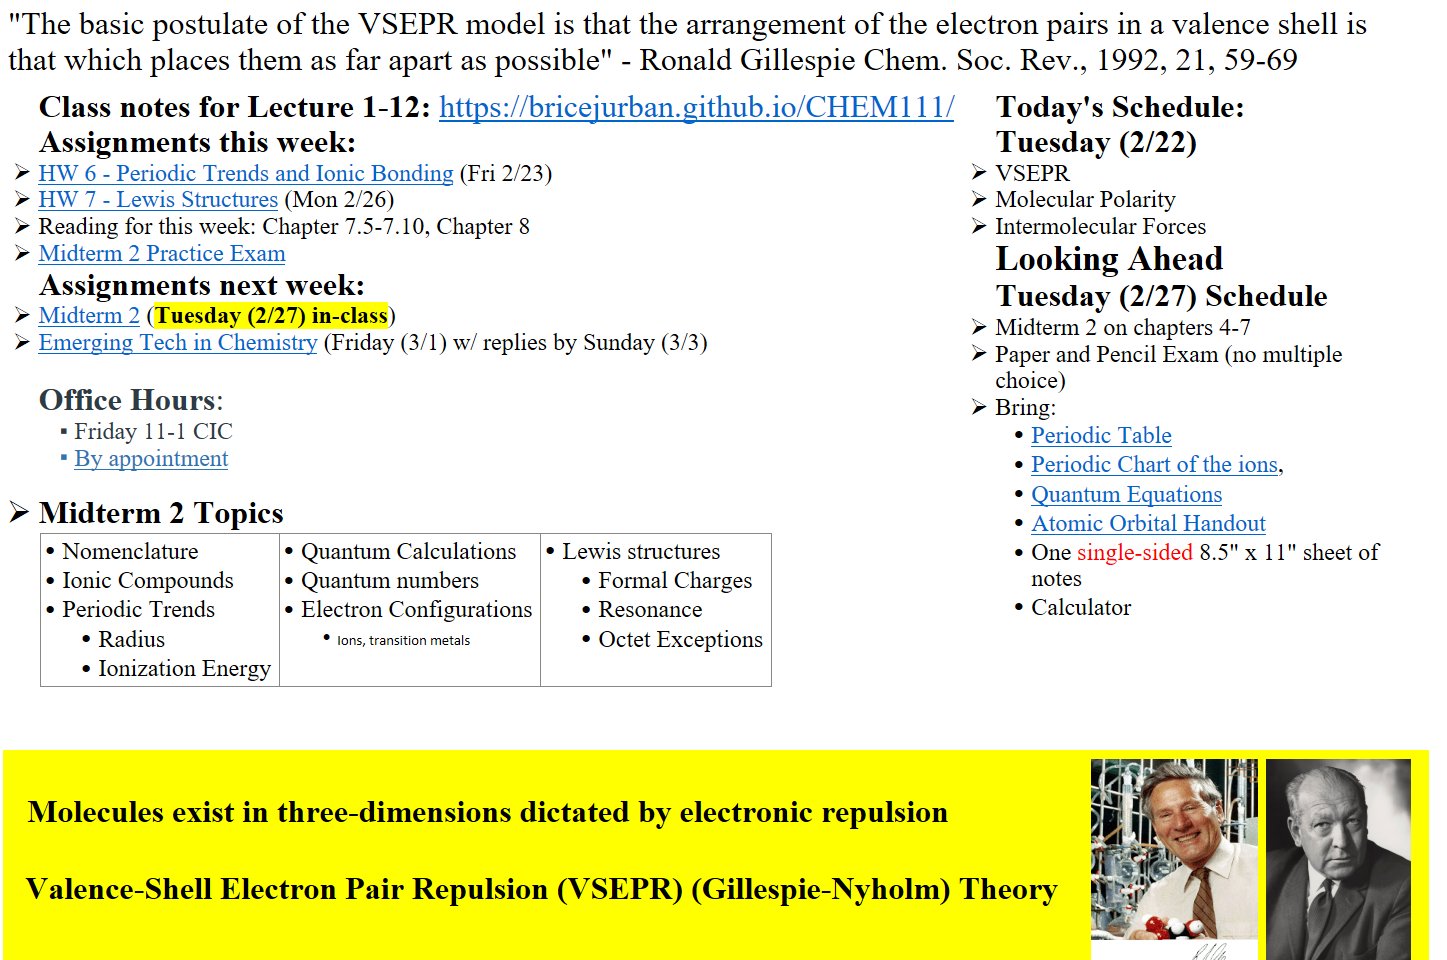 "The basic postulate of the VSEPR model is that the arrangement of the electron pairs in a valence shell is
that which places them as far apart as possible" - Ronald Gillespie Chem. Soc. Rev., 1992, 21, 59-69
Class notes for Lecture 1-12: https://bricejurban.github.io/CHEM111/
Assignments this week:
➢ HW 6 - Periodic Trends and Ionic Bonding (Fri 2/23)
➢ HW 7 - Lewis Structures (Mon 2/26)
➢ Reading for this week: Chapter 7.5-7.10, Chapter 8
➢ Midterm 2 Practice Exam
Assignments next week:
➢ Midterm 2 (Tuesday (2/27) in-class)
➢ Emerging Tech in Chemistry (Friday (3/1) w/ replies by Sunday (3/3)
Office Hours:
▪ Friday 11-1 CIC
▪ By appointment
➢ Midterm 2 Topics
• Nomenclature
• Ionic Compounds
• Periodic Trends
• Radius
• Ionization Energy
• Quantum Calculations
• Quantum numbers
• Electron Configurations
• Ions, transition metals
• Lewis structures
• Formal Charges
• Resonance
• Octet Exceptions
Today's Schedule:
Tuesday (2/22)
➢ VSEPR
➢ Molecular Polarity
➢ Intermolecular Forces
Looking Ahead
Tuesday (2/27) Schedule
➢ Midterm 2 on chapters 4-7
➢ Paper and Pencil Exam (no multiple
choice)
➢ Bring:
• Periodic Table
• Periodic Chart of the ions,
• Quantum Equations
• Atomic Orbital Handout
• One single-sided 8.5" x 11" sheet of
notes
• Calculator
Molecules exist in three-dimensions dictated by electronic repulsion
Valence-Shell Electron Pair Repulsion (VSEPR) (Gillespie-Nyholm) Theory